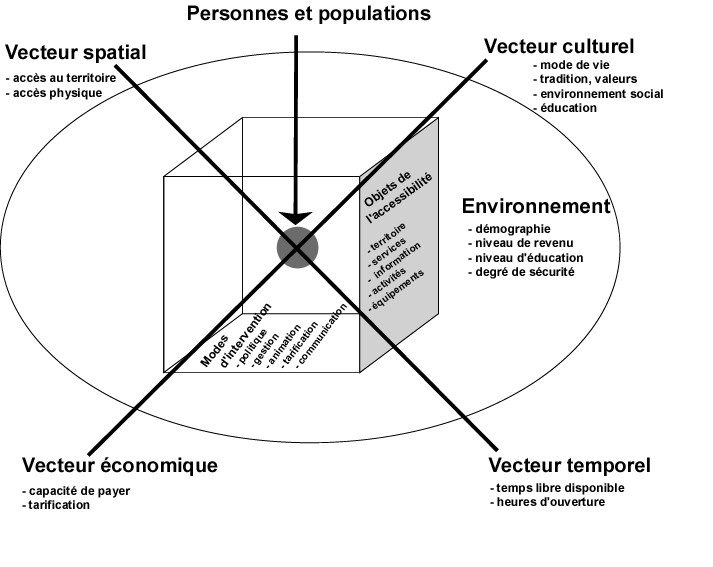 Personnes et populations
Vecteur spatial
- accès au territoire
- accès physique
Vecteur culturel
- mode de vie
- tradition, valeurs
- environnement social
- éducation
Objets de
l'accessibilité
- territoire
- services
- information
- activités
- équipements
Environnement
- démographie
- niveau de revenu
- niveau d'éducation
- degré de sécurité
Modes
d'intervention
- politique
- gestion
- animation
- tarification
- communication
Vecteur économique
- capacité de payer
- tarification
Vecteur temporel
- temps libre disponible
- heures d'ouverture